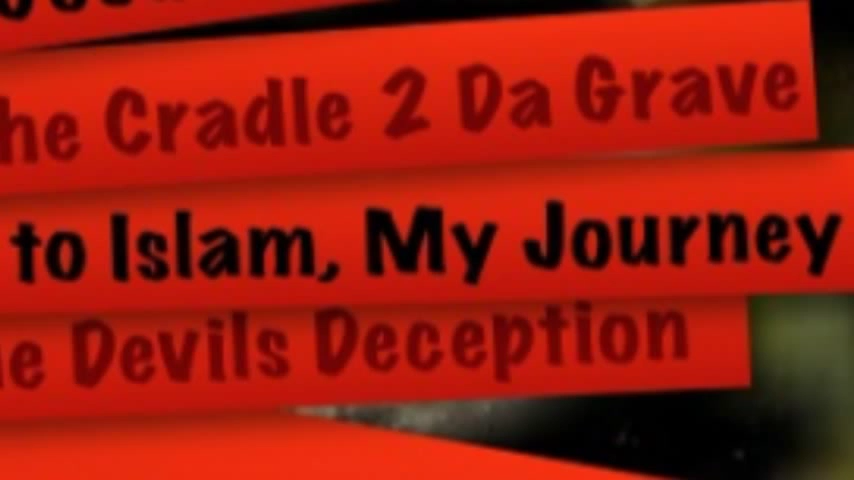 he Cradle 2 Da Grave
to Islam, My Journey
e Devils Deception